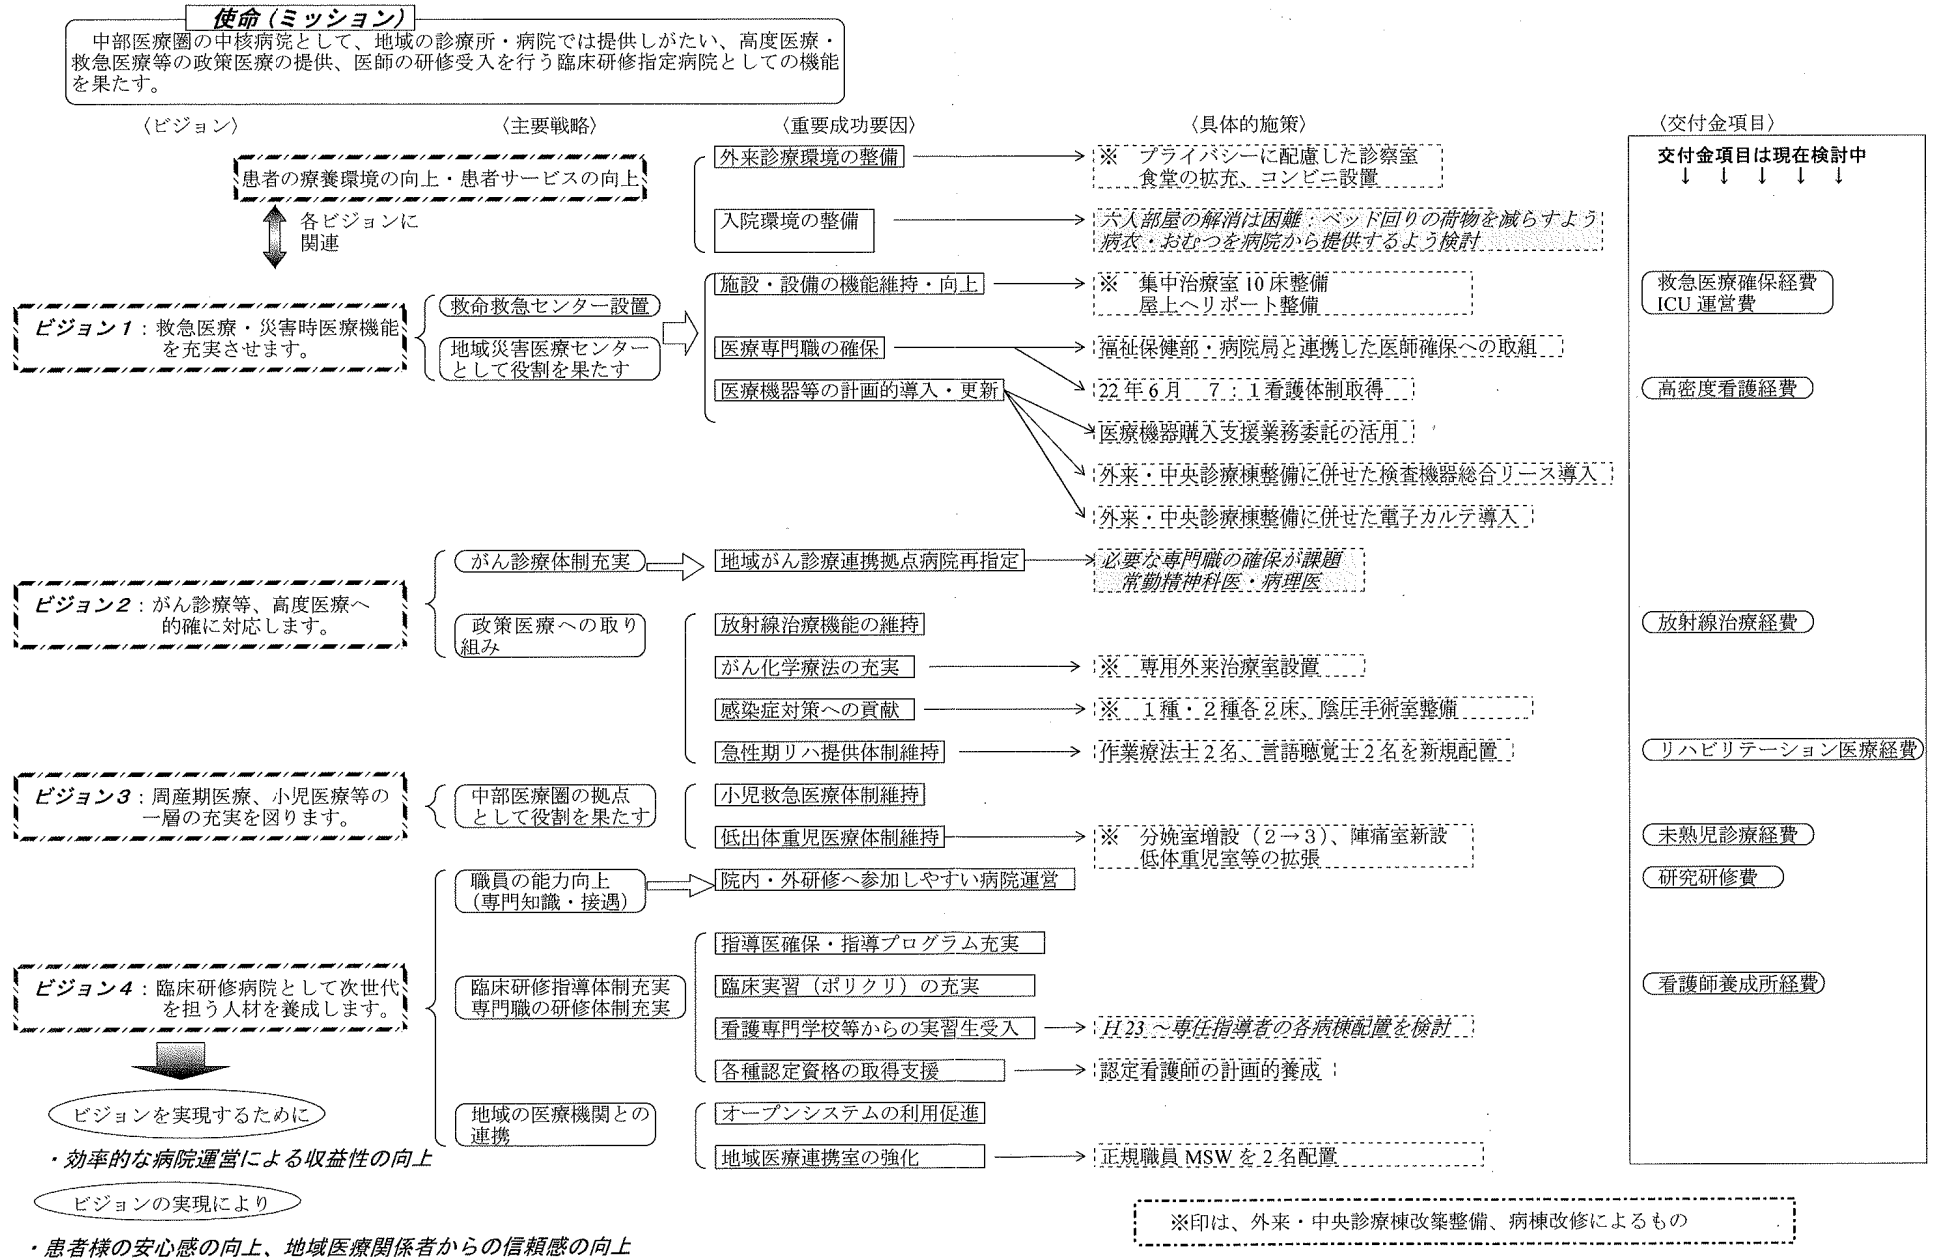 使命（ミッション）
中部医療圏の中核病院として、地域の診療所・病院では提供しがたい、高度医療・
救急医療等の政策医療の提供、医師の研修受入を行う臨床研修指定病院としての機能
を果たす。
〈ビジョン〉
〈主要戦略〉
〈重要成功要因〉
〈具体的施策〉
〈交付金項目〉
交付金項目は現在検討中
↓ ↓ ↓ ↓ ↓
患者の療養環境の向上・患者サービスの向上
各ビジョンに
関連
外来診療環境の整備
※ プライバシーに配慮した診察室
食堂の拡充、コンビニ設置
入院環境の整備
六人部屋の解消は困難：ベッド回りの荷物を減らすよう
病衣・おむつを病院から提供するよう検討
ビジョン１：救急医療・災害時医療機能
を充実させます。
救命救急センター設置
地域災害医療センター
として役割を果たす
施設・設備の機能維持・向上
※ 集中治療室 10 床整備
屋上ヘリポート整備
救急医療確保経費
ICU 運営費
医療専門職の確保
福祉保健部・病院局と連携した医師確保への取組
22 年 6 月 ７：１看護体制取得
高密度看護経費
医療機器等の計画的導入・更新
医療機器購入支援業務委託の活用
外来・中央診療棟整備に併せた検査機器総合リース導入
外来・中央診療棟整備に併せた電子カルテ導入
ビジョン２：がん診療等、高度医療へ
的確に対応します。
がん診療体制充実
地域がん診療連携拠点病院再指定
必要な専門職の確保が課題
常勤精神科医・病理医
政策医療への取り
組み
放射線治療機能の維持
放射線治療経費
がん化学療法の充実
※ 専用外来治療室設置
感染症対策への貢献
※ １種・２種各２床、陰圧手術室整備
急性期リハ提供体制維持
作業療法士２名、言語聴覚士２名を新規配置
リハビリテーション医療経費
ビジョン３：周産期医療、小児医療等の
一層の充実を図ります。
中部医療圏の拠点
として役割を果たす
小児救急医療体制維持
低出体重児医療体制維持
※ 分娩室増設（２→３）、陣痛室新設
低体重児室等の拡張
未熟児診療経費
職員の能力向上
（専門知識・接遇）
院内・外研修へ参加しやすい病院運営
研究研修費
ビジョン４：臨床研修病院として次世代
を担う人材を養成します。
臨床研修指導体制充実
専門職の研修体制充実
指導医確保・指導プログラム充実
臨床実習（ポリクリ）の充実
看護師養成所経費
看護専門学校等からの実習生受入
H 23 ～専任指導者の各病棟配置を検討
各種認定資格の取得支援
認定看護師の計画的養成
地域の医療機関との
連携
オープンシステムの利用促進
地域医療連携室の強化
正規職員 MSW を 2 名配置
ビジョンを実現するために
・効率的な病院運営による収益性の向上
ビジョンの実現により
・患者様の安心感の向上、地域医療関係者からの信頼感の向上
※印は、外来・中央診療棟改築整備、病棟改修によるもの